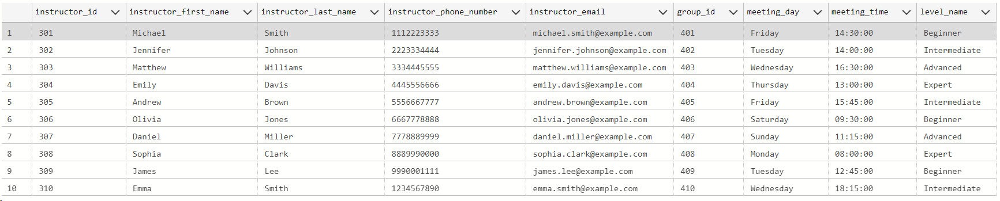 instructor_id instructor_first_name instructor_last_name instructor_phone_number instructor_email group_id meeting_day meeting_time level_name
1 301 Michael Smith 1112223333 michael.smith@example.com 401 Friday 14:30:00 Beginner
2 302 Jennifer Johnson 2223334444 jennifer.johnson@example.com 402 Tuesday 14:00:00 Intermediate
3 303 Matthew Williams 3334445555 matthew.williams@example.com 403 Wednesday 16:30:00 Advanced
4 304 Emily Davis 4445556666 emily.davis@example.com 404 Thursday 13:00:00 Expert
5 305 Andrew Brown 5556667777 andrew.brown@example.com 405 Friday 15:45:00 Intermediate
6 306 Olivia Jones 6667778888 olivia.jones@example.com 406 Saturday 09:30:00 Beginner
7 307 Daniel Miller 7778889999 daniel.miller@example.com 407 Sunday 11:15:00 Advanced
8 308 Sophia Clark 8889990000 sophia.clark@example.com 408 Monday 08:00:00 Expert
9 309 James Lee 9990001111 james.lee@example.com 409 Tuesday 12:45:00 Beginner
10 310 Emma Smith 1234567890 emma.smith@example.com 410 Wednesday 18:15:00 Intermediate